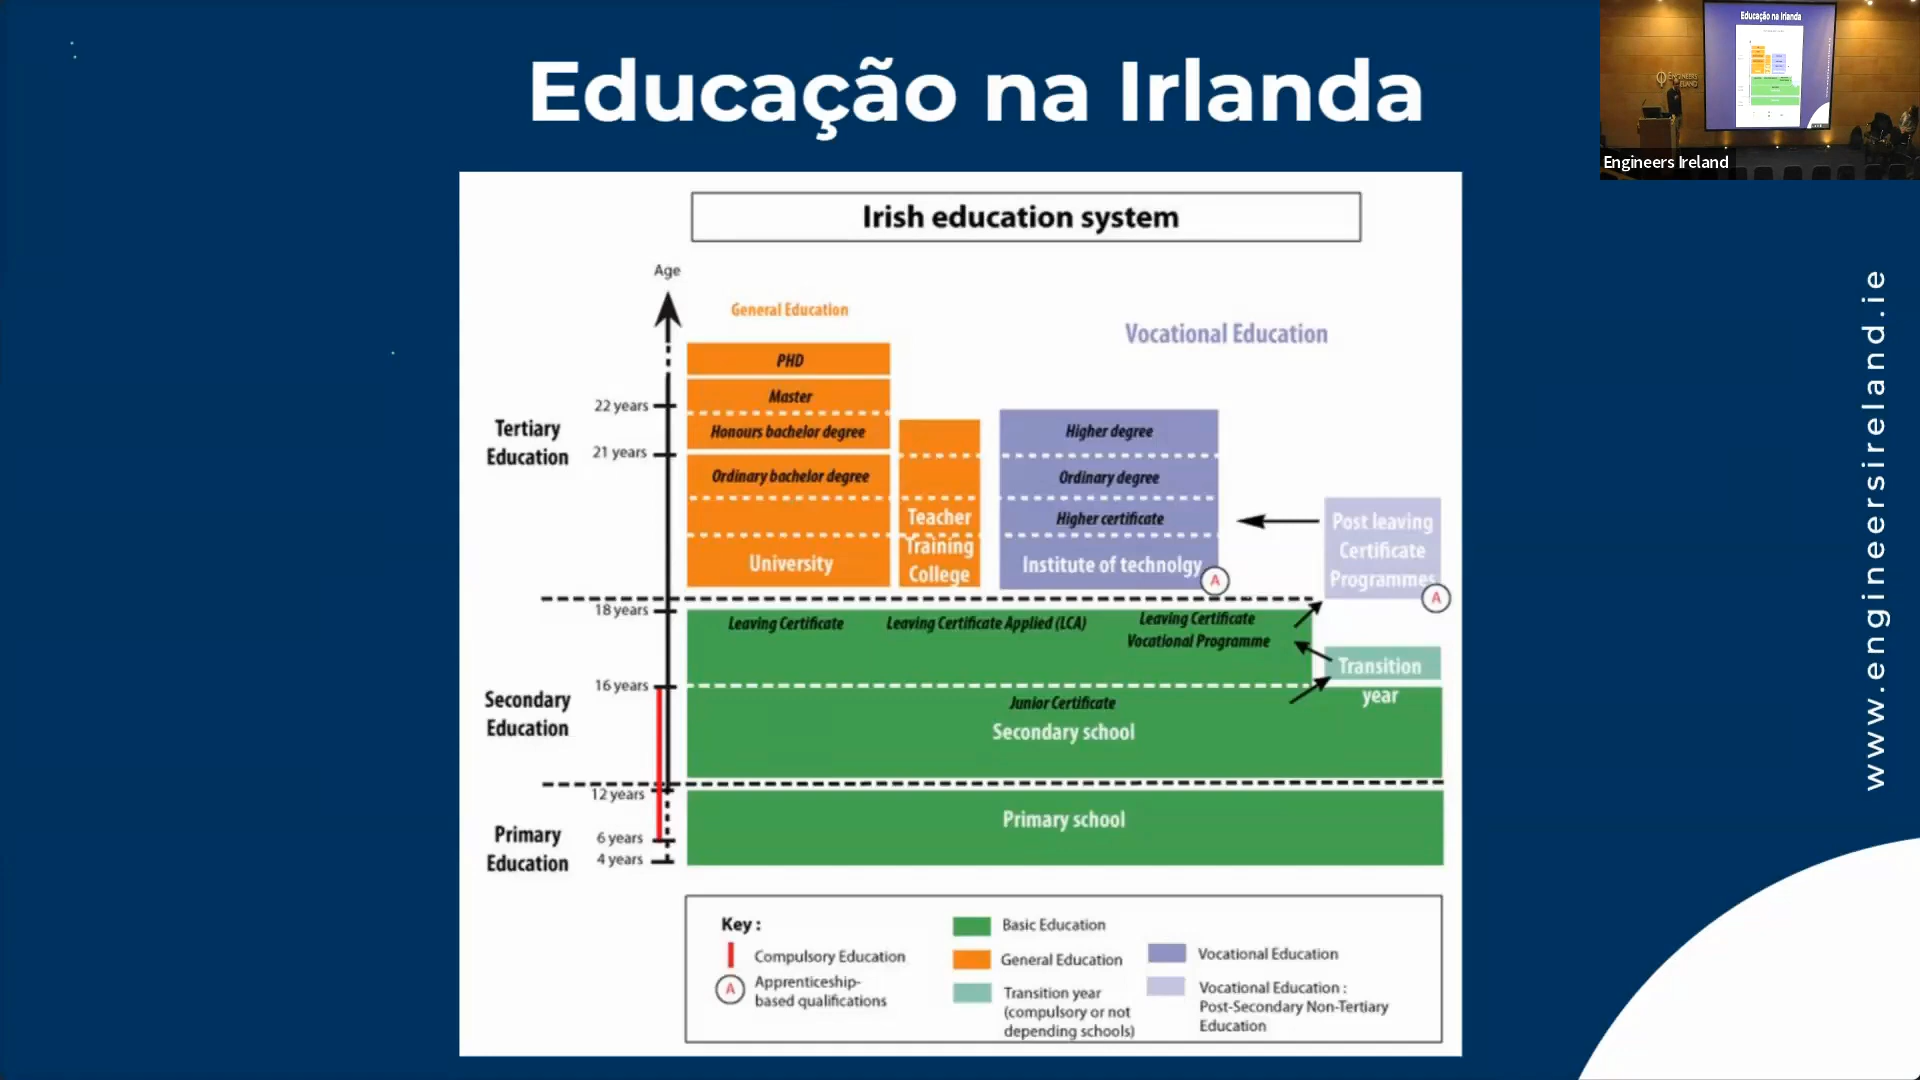 Educação na Irlanda
Educação na Irlanda
Engineers Ireland
www.engineersireland.ie
Irish education system
Age
General Education
Vocational Education
PHD
Master
22 years
Honours bachelor degree
Higher degree
Tertiary
Education
21 years
Ordinary bachelor degree
Ordinary degree
Higher certificate
Teacher
Training
College
University
Institute of technolgy
A
Post leaving
Certificate
Programmes
A
18 years
Leaving Certificate
Leaving Certificate Applied (LCA)
Leaving Certificate
Vocational Programme
Transition
year
16 years
Secondary
Education
Junior Certificate
Secondary school
12 years
Primary school
Primary
Education
6 years
4 years
Key :
Compulsory Education
A
Apprenticeship-
based qualifications
Basic Education
General Education
Transition year
(compulsory or not
depending schools)
Vocational Education
Vocational Education :
Post-Secondary Non-Tertiary
Education